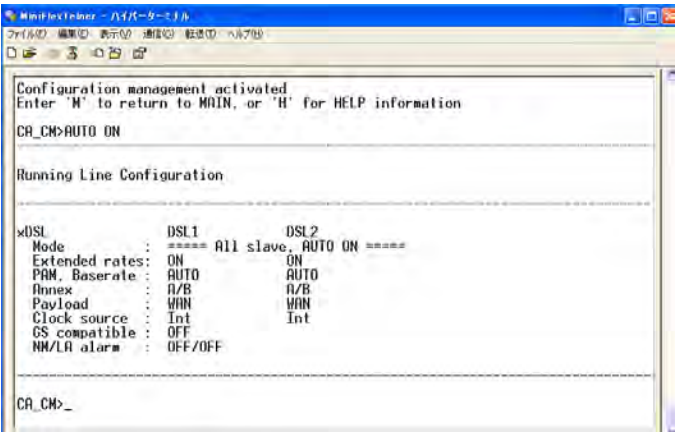 MiniFlexTelnet - ハイパーターミナル
ファイル(F) 編集(E) 表示(V) 通信(C) 転送(T) ヘルプ(H)
Configuration management activated
Enter 'M' to return to MAIN, or 'H' for HELP information
CA_CM>AUTO ON
Running Line Configuration
xDSL DSL1 DSL2
Mode : ===== All slave, AUTO ON =====
Extended rates: ON ON
PAM, Baserate : AUTO AUTO
Annex : A/B A/B
Payload : WAN WAN
Clock source : Int Int
GS compatible : OFF
NM/LA alarm : OFF/OFF
CA_CM>_